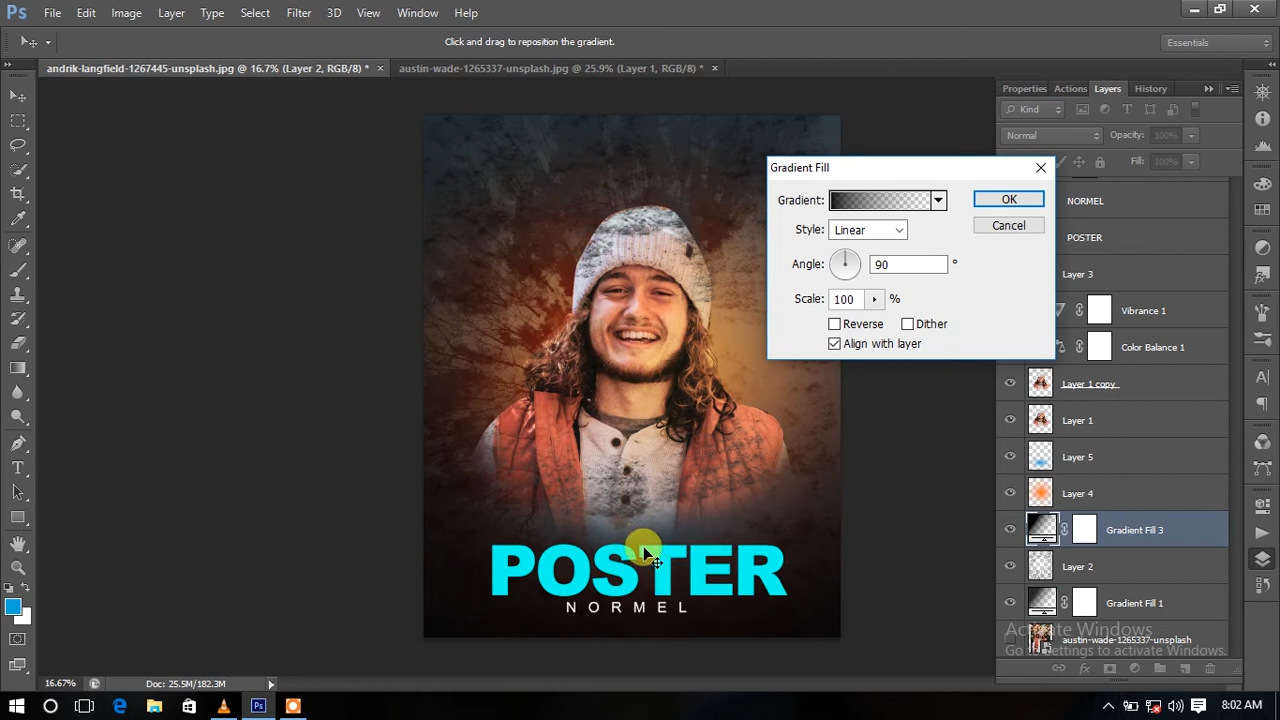 Ps File Edit Image Layer Type Select Filter 3D View Window Help
Click and drag to reposition the gradient.
Essentials
andrik-langfield-1267445-unsplash.jpg @ 16.7% (Layer 2, RGB/8) * ×
austin-wade-1265337-unsplash.jpg @ 25.9% (Layer 1, RGB/8) * ×
Properties Actions Layers History
Kind
Normal Opacity: 100%
Fill: 100%
Gradient Fill
Gradient:
OK
Style: Linear
Cancel
Angle: 90 °
Scale: 100 %
Reverse Dither
Align with layer
NORMEL
POSTER
Layer 3
Vibrance 1
Color Balance 1
Layer 1 copy
Layer 1
Layer 5
Layer 4
Gradient Fill 3
Layer 2
Gradient Fill 1
austin-wade-1265337-unsplash
POSTER
NORMEL
Activate Windows
Go to Settings to activate Windows.
16.67% Doc: 25.5M/182.3M
8:02 AM